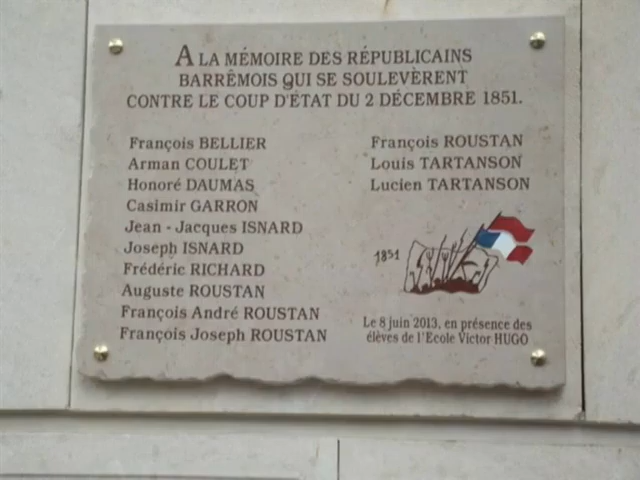 A LA MÉMOIRE DES RÉPUBLICAINS
BARRÊMOIS QUI SE SOULEVÈRENT
CONTRE LE COUP D'ÉTAT DU 2 DÉCEMBRE 1851.
François BELLIER
Arman COULET
Honoré DAUMAS
Casimir GARRON
Jean - Jacques ISNARD
Joseph ISNARD
Frédéric RICHARD
Auguste ROUSTAN
François André ROUSTAN
François Joseph ROUSTAN
François ROUSTAN
Louis TARTANSON
Lucien TARTANSON
1851
Le 8 juin 2013, en présence des
élèves de l'Ecole Victor HUGO